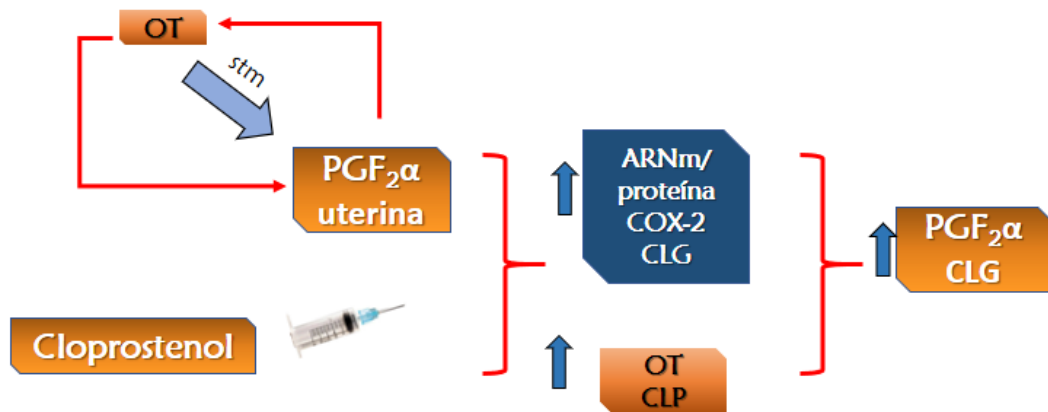 OT
stm
PGF₂α
uterina
Cloprostenol
ARNm/
proteína
COX-2
CLG
OT
CLP
PGF₂α
CLG